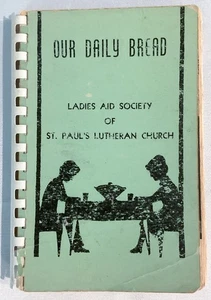 OUR DAILY BREAD
LADIES AID SOCIETY
OF
ST. PAUL'S LUTHERAN CHURCH